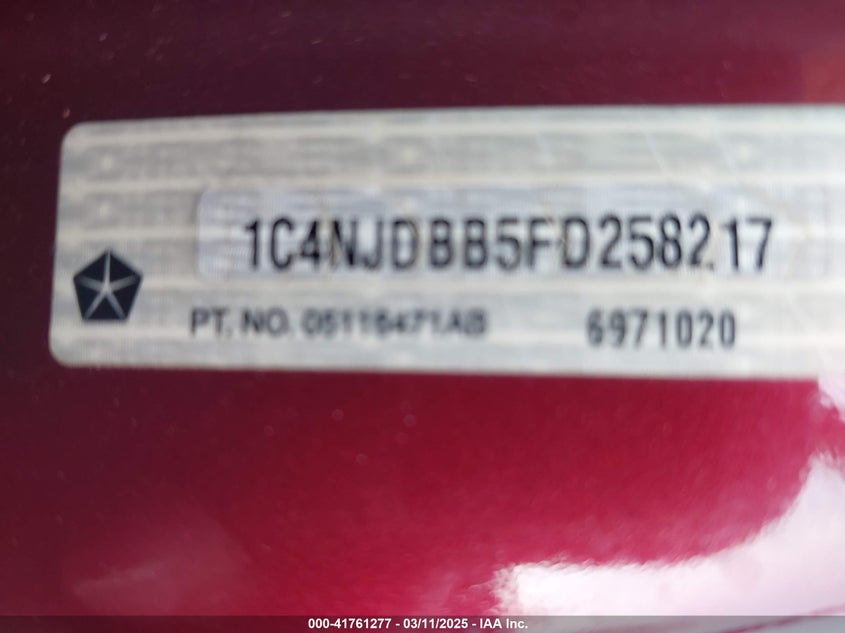 1C4NJDBB5FD258217
PT. NO. 05116471AB 6971020
000-41761277 - 03/11/2025 - IAA Inc.